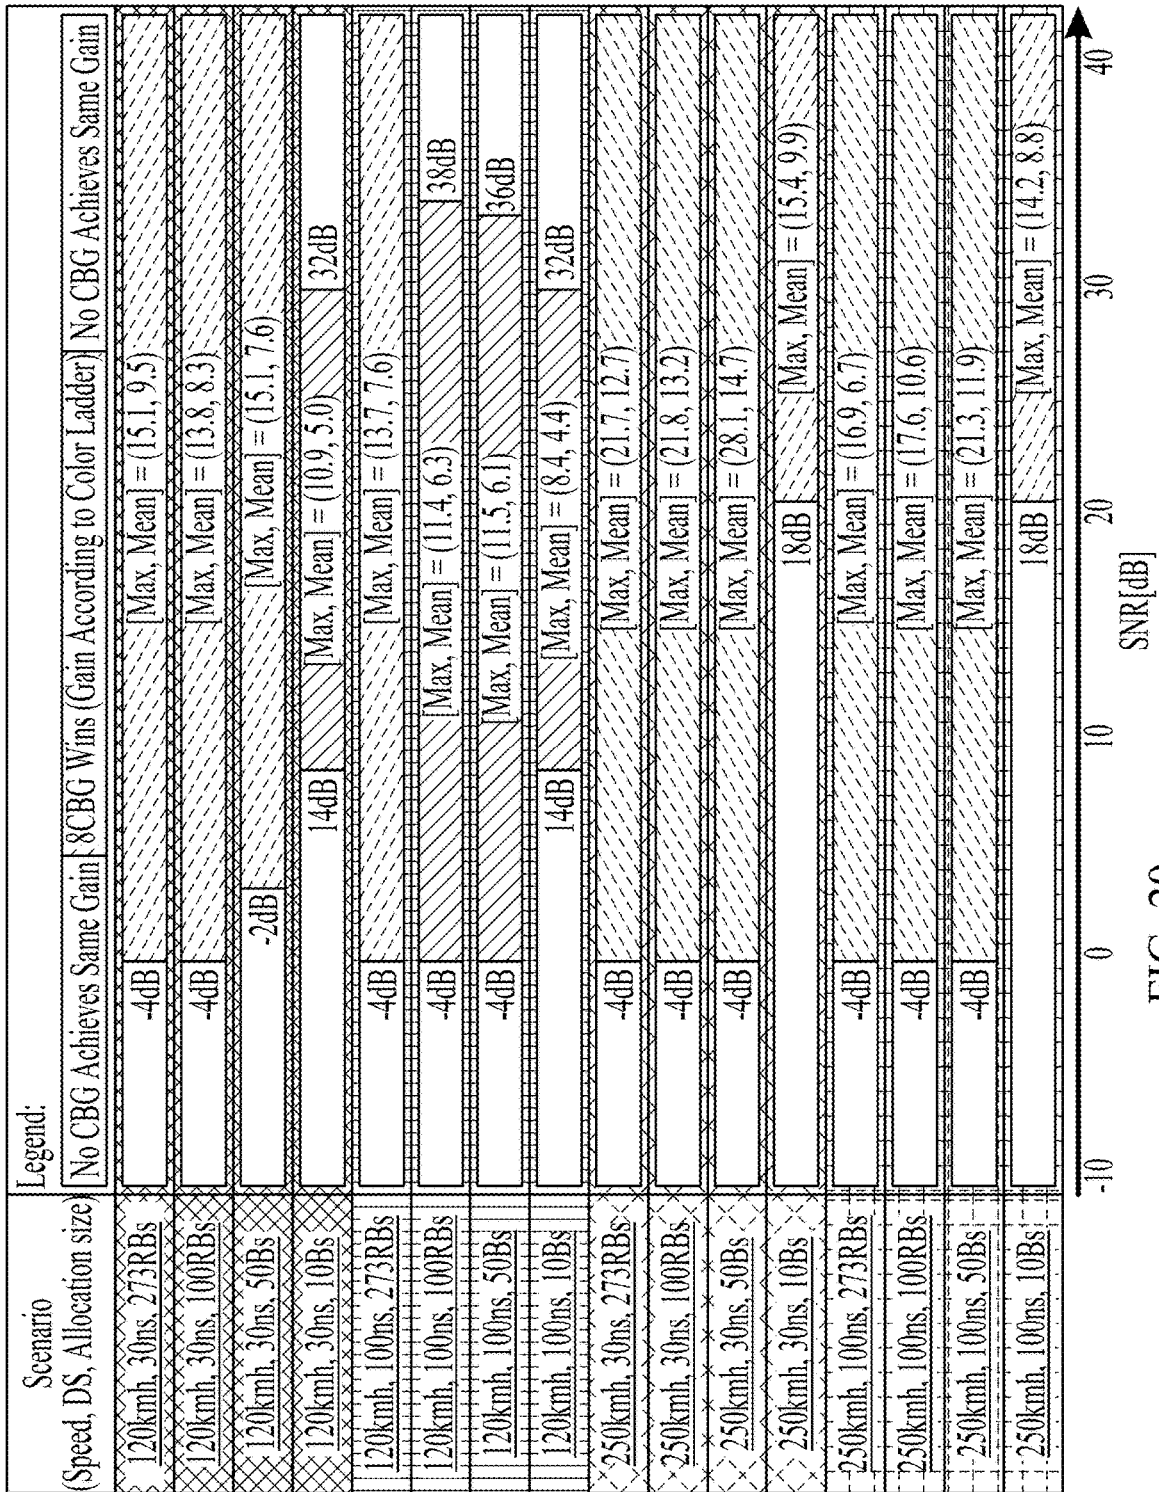 Scenario
(Speed, DS, Allocation size)
Legend:
No CBG Achieves Same Gain
8CBG Wins (Gain According to Color Ladder)
No CBG Achieves Same Gain
120kmh, 30ns, 273RBs
-4dB
[Max, Mean] = (15.1, 9.5)
120kmh, 30ns, 100RBs
-4dB
[Max, Mean] = (13.8, 8.3)
120kmh, 30ns, 50Bs
-2dB
[Max, Mean] = (15.1, 7.6)
120kmh, 30ns, 10Bs
14dB
[Max, Mean] = (10.9, 5.0)
32dB
120kmh, 100ns, 273RBs
-4dB
[Max, Mean] = (13.7, 7.6)
120kmh, 100ns, 100RBs
-4dB
[Max, Mean] = (11.4, 6.3)
38dB
120kmh, 100ns, 50Bs
-4dB
[Max, Mean] = (11.5, 6.1)
36dB
120kmh, 100ns, 10Bs
14dB
[Max, Mean] = (8.4, 4.4)
32dB
250kmh, 30ns, 273RBs
-4dB
[Max, Mean] = (21.7, 12.7)
250kmh, 30ns, 100RBs
-4dB
[Max, Mean] = (21.8, 13.2)
250kmh, 30ns, 50Bs
-4dB
[Max, Mean] = (28.1, 14.7)
250kmh, 30ns, 10Bs
18dB
[Max, Mean] = (15.4, 9.9)
250kmh, 100ns, 273RBs
-4dB
[Max, Mean] = (16.9, 6.7)
250kmh, 100ns, 100RBs
-4dB
[Max, Mean] = (17.6, 10.6)
250kmh, 100ns, 50Bs
-4dB
[Max, Mean] = (21.3, 11.9)
250kmh, 100ns, 10Bs
18dB
[Max, Mean] = (14.2, 8.8)
-10 0 10 20 30 40
SNR[dB]